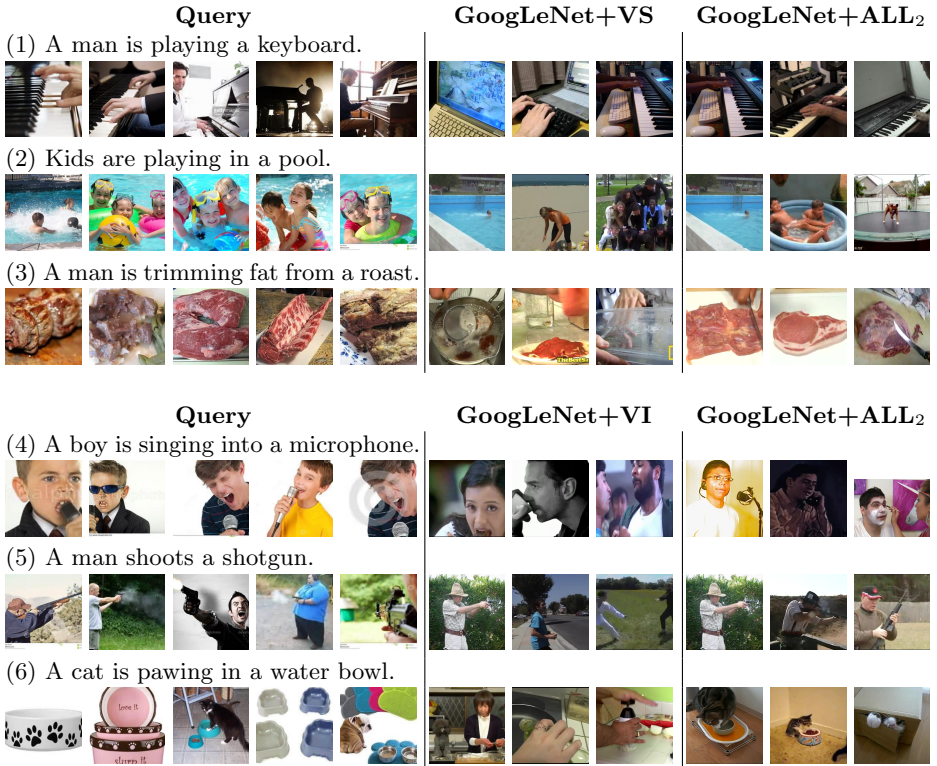 Query GoogLeNet+VS GoogLeNet+ALL₂
(1) A man is playing a keyboard.
(2) Kids are playing in a pool.
(3) A man is trimming fat from a roast.
TheBestSa
Query GoogLeNet+VI GoogLeNet+ALL₂
(4) A boy is singing into a microphone.
(5) A man shoots a shotgun.
(6) A cat is pawing in a water bowl.
love it
slurp it